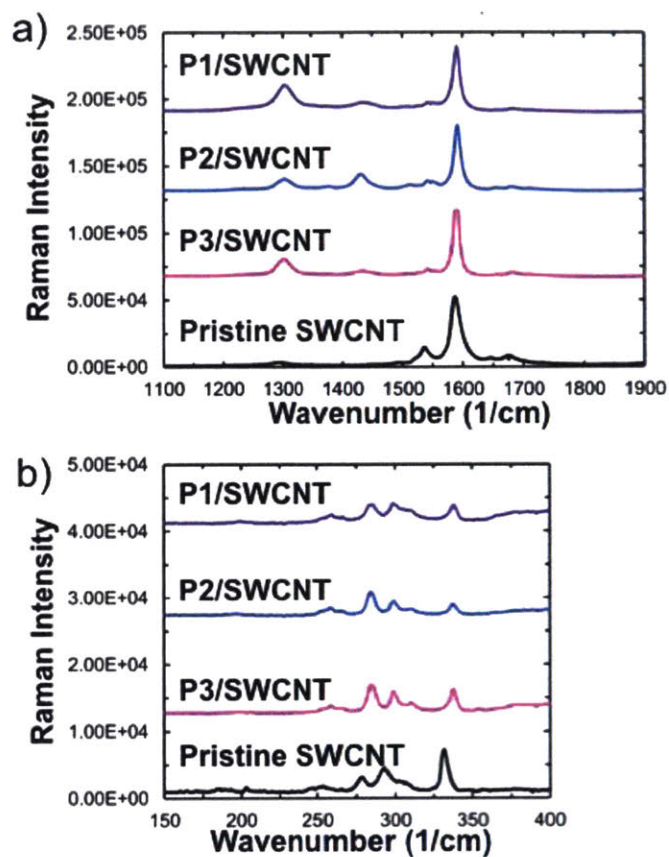 a)
2.50E+05
P1/SWCNT
2.00E+05
P2/SWCNT
1.50E+05
P3/SWCNT
1.00E+05
5.00E+04
Pristine SWCNT
0.00E+00
Raman Intensity
1100 1200 1300 1400 1500 1600 1700 1800 1900
Wavenumber (1/cm)
b)
5.00E+04
P1/SWCNT
4.00E+04
P2/SWCNT
3.00E+04
2.00E+04
P3/SWCNT
1.00E+04
Pristine SWCNT
0.00E+00
Raman Intensity
150 200 250 300 350 400
Wavenumber (1/cm)